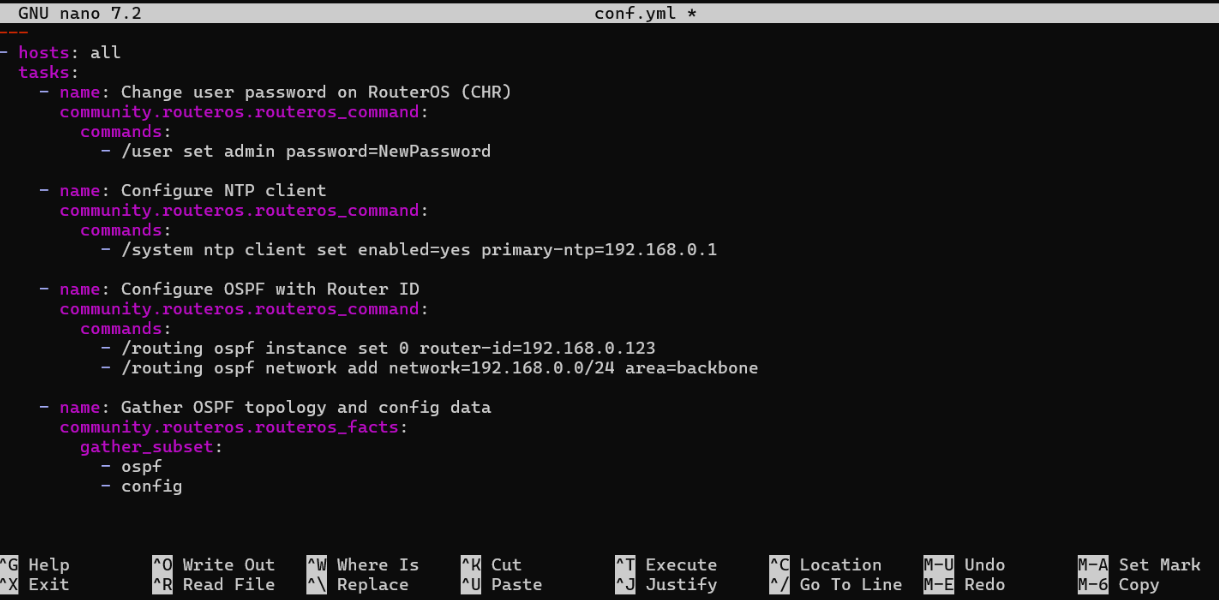 GNU nano 7.2 conf.yml *
---
- hosts: all
  tasks:
    - name: Change user password on RouterOS (CHR)
      community.routeros.routeros_command:
        commands:
          - /user set admin password=NewPassword

    - name: Configure NTP client
      community.routeros.routeros_command:
        commands:
          - /system ntp client set enabled=yes primary-ntp=192.168.0.1

    - name: Configure OSPF with Router ID
      community.routeros.routeros_command:
        commands:
          - /routing ospf instance set 0 router-id=192.168.0.123
          - /routing ospf network add network=192.168.0.0/24 area=backbone

    - name: Gather OSPF topology and config data
      community.routeros.routeros_facts:
        gather_subset:
          - ospf
          - config

^G Help ^O Write Out ^W Where Is ^K Cut ^T Execute ^C Location M-U Undo M-A Set Mark
^X Exit ^R Read File ^\ Replace ^U Paste ^J Justify ^/ Go To Line M-E Redo M-6 Copy